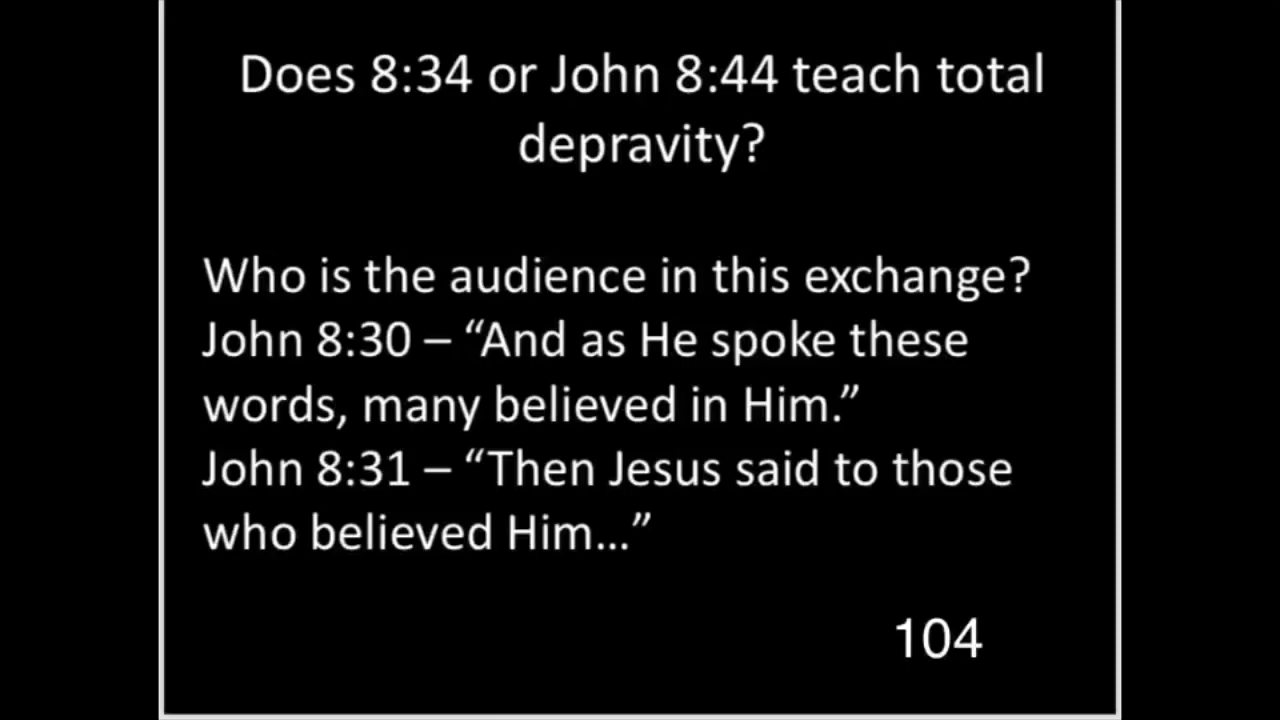 Does 8:34 or John 8:44 teach total
depravity?
Who is the audience in this exchange?
John 8:30 – “And as He spoke these
words, many believed in Him.”
John 8:31 – “Then Jesus said to those
who believed Him…”
104